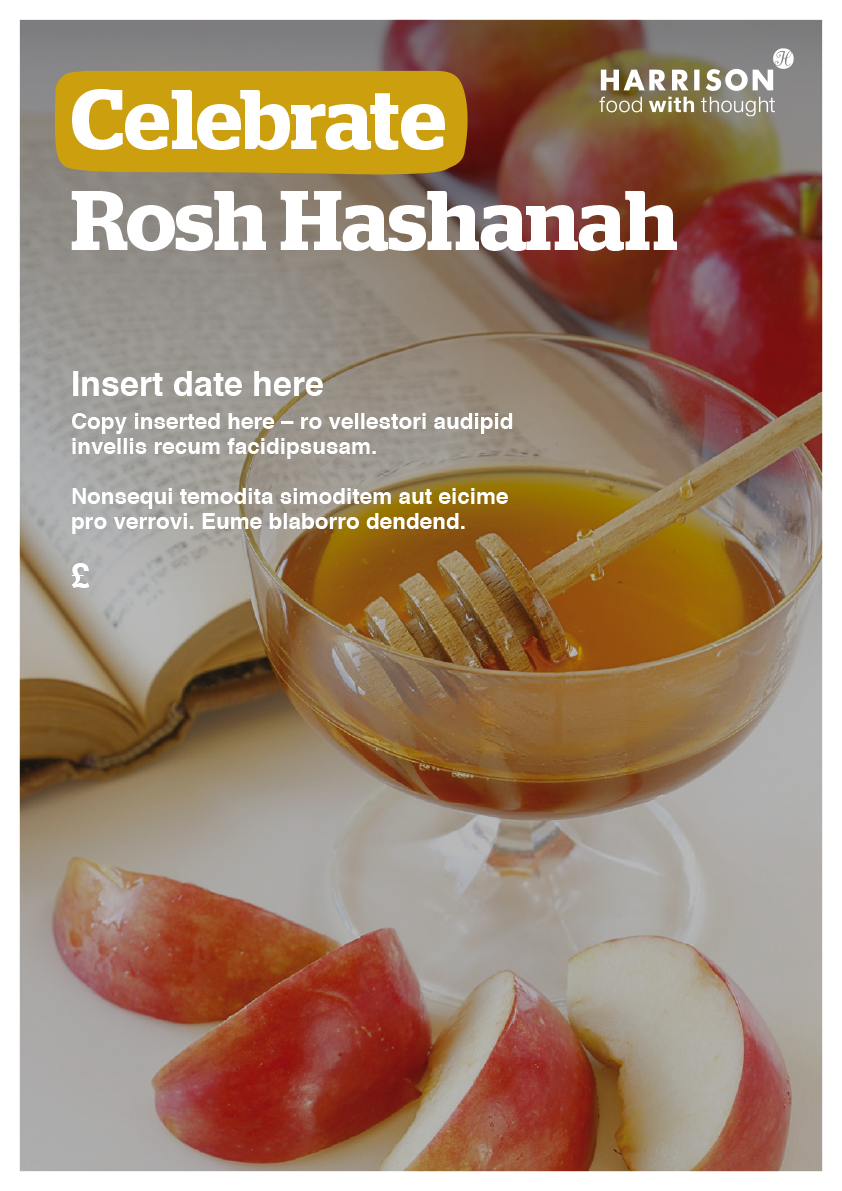 Celebrate
Rosh Hashanah
H
HARRISON
food with thought
Insert date here
Copy inserted here – ro vellestori audipid
invellis recum facidipsusam.
Nonsequi temodita simoditem aut eicime
pro verrovi. Eume blaborro dendend.
£